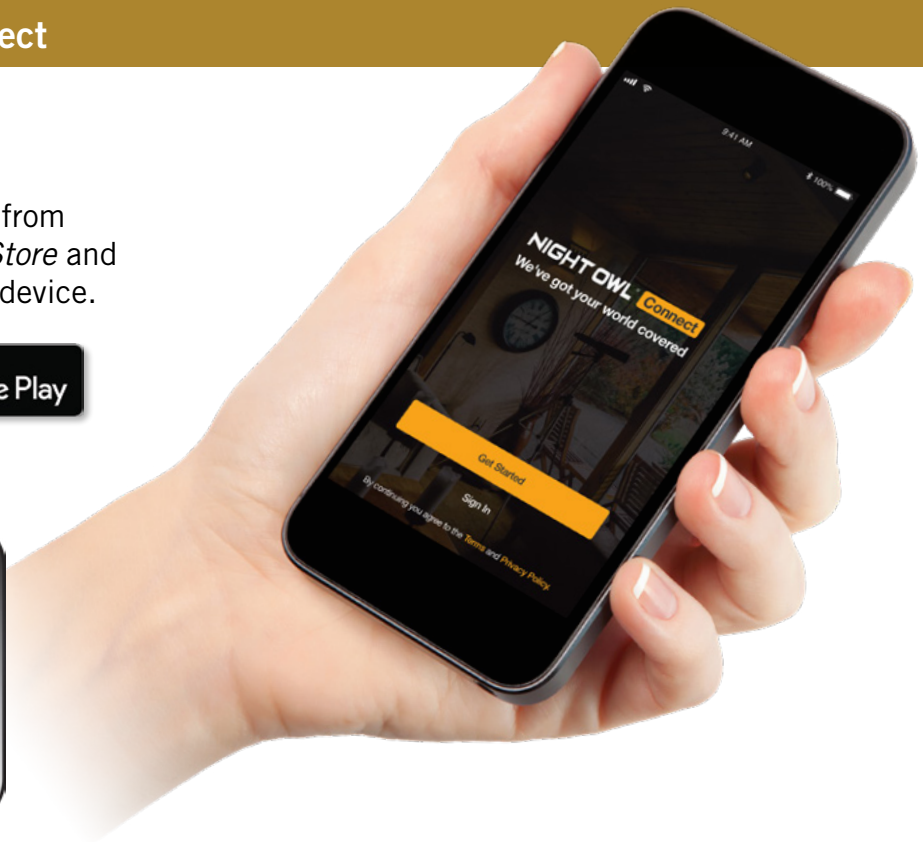 ect
from
Store and
device.
e Play
9:41 AM
100%
NIGHT OWL Connect
We've got your world covered
Get Started
Sign In
By continuing you agree to the Terms and Privacy Policy.